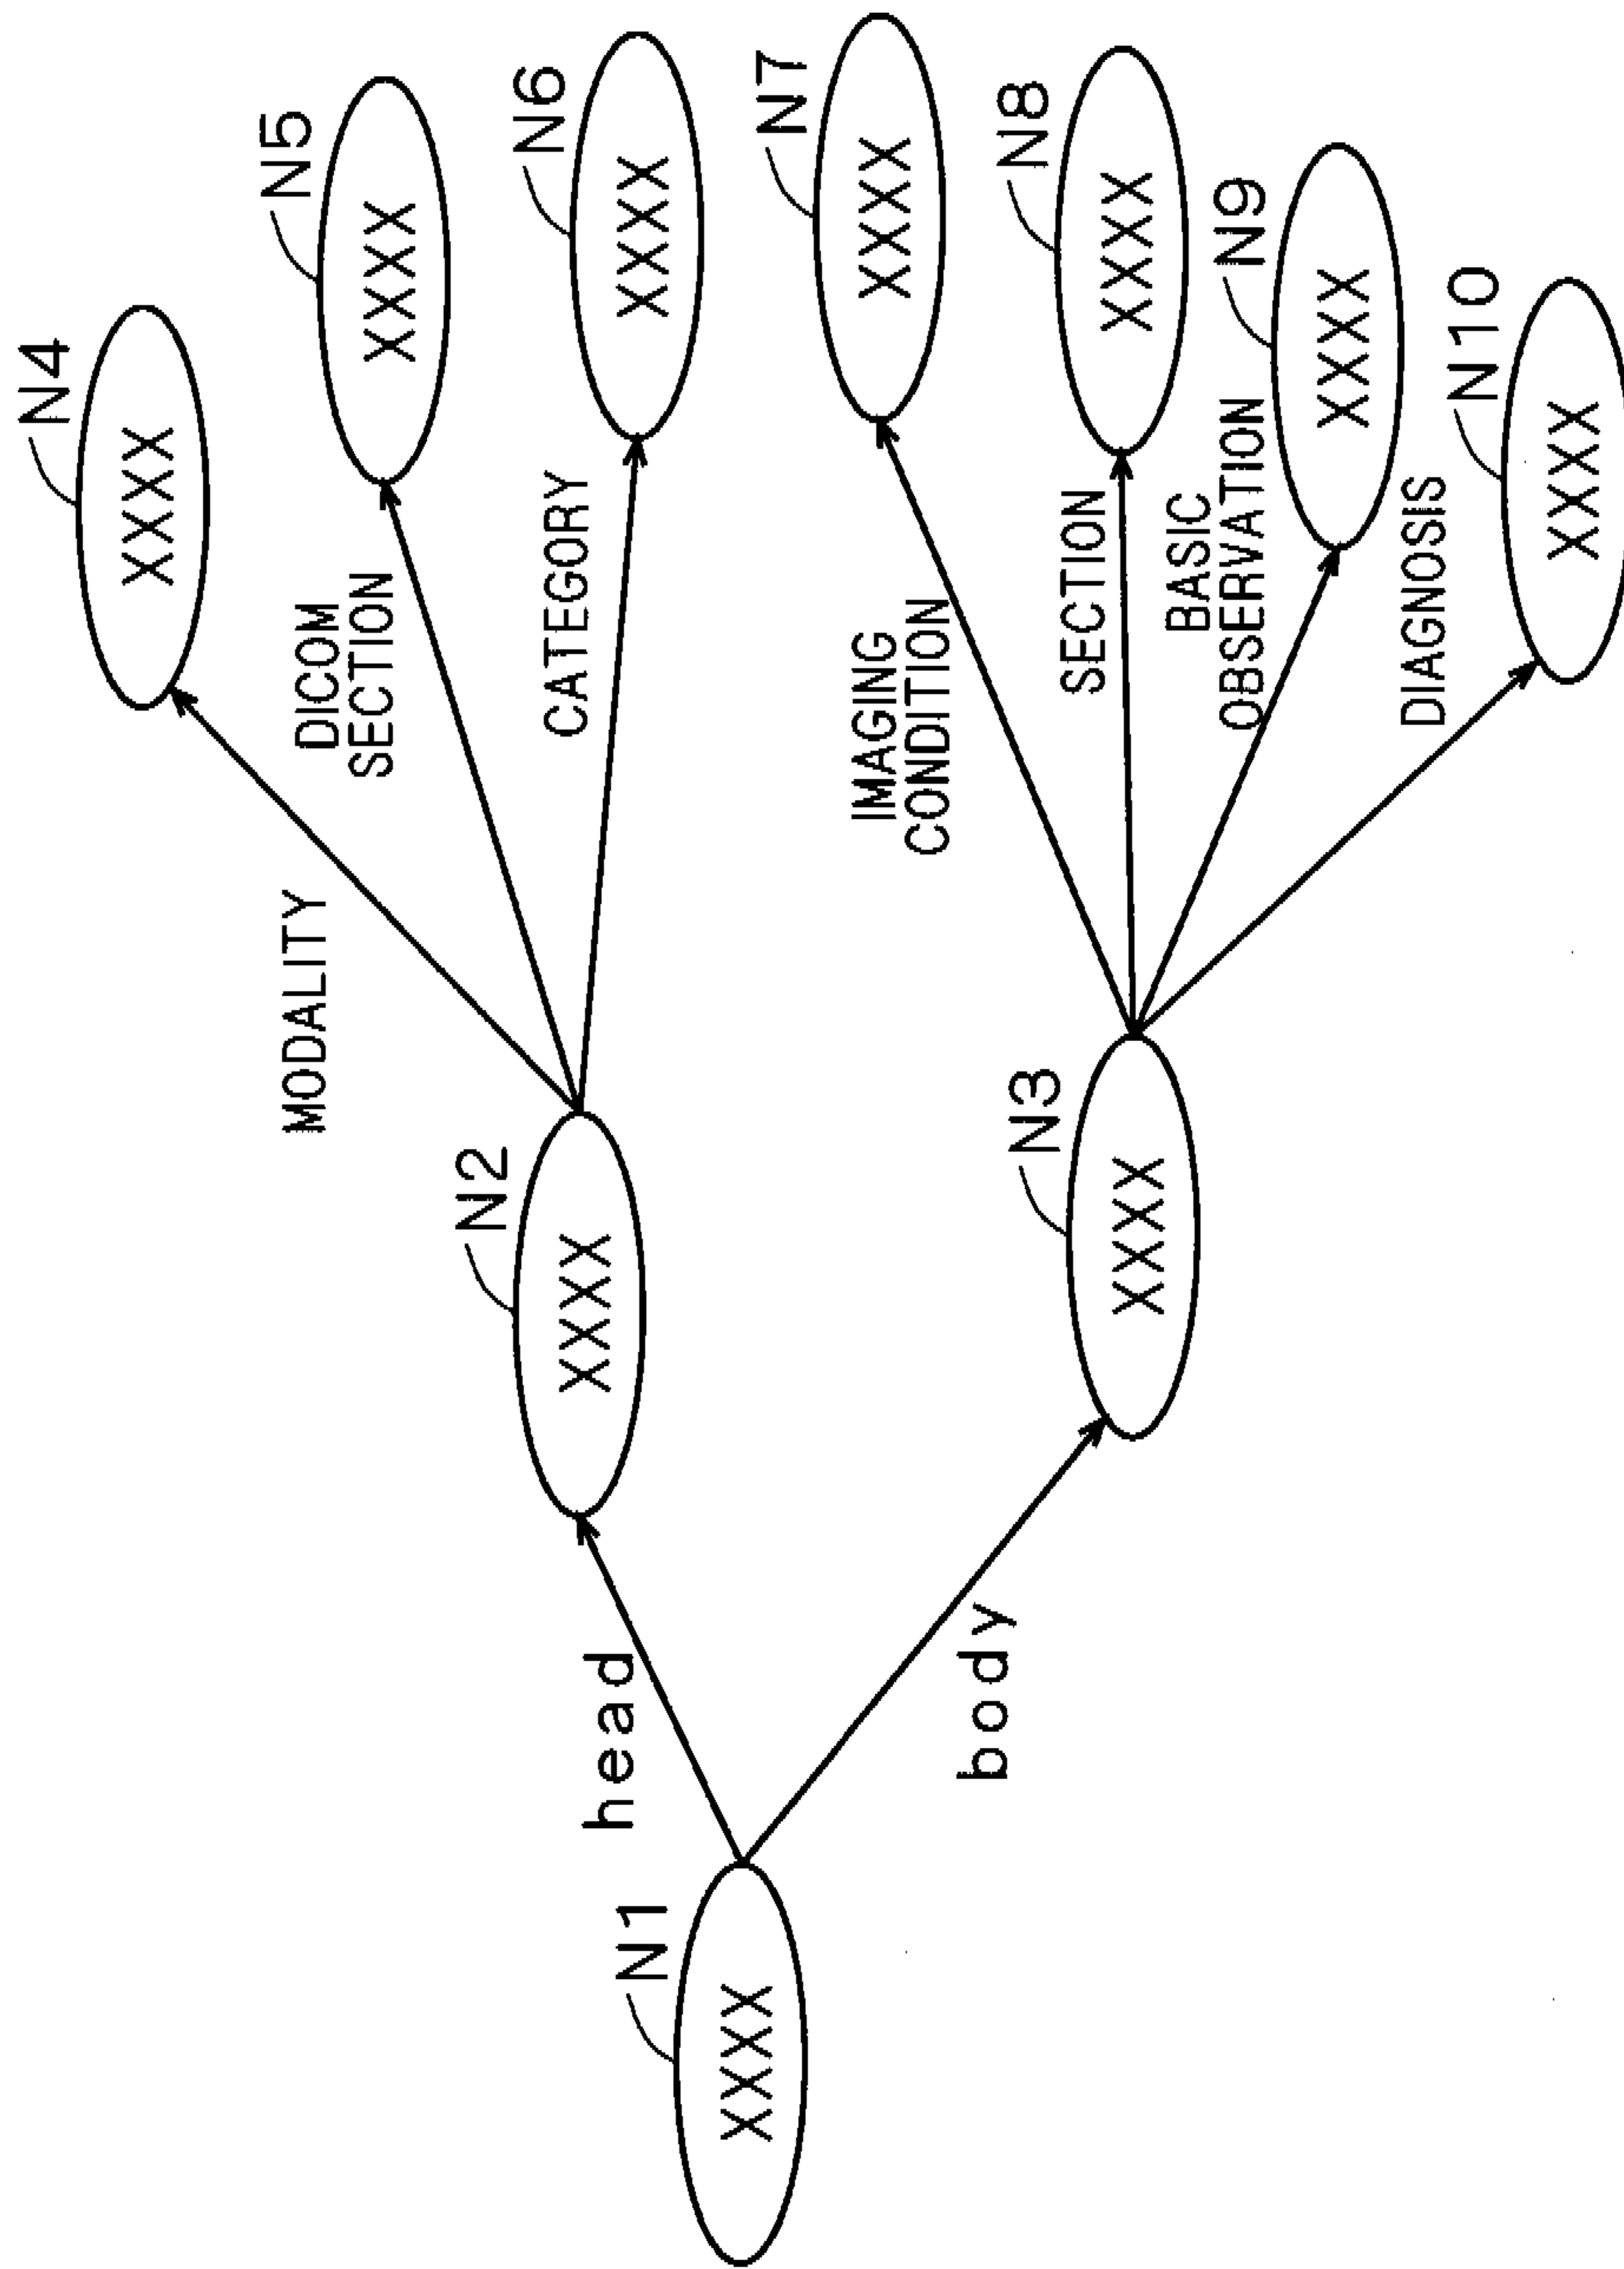 N1
XXXX
head
body
N2
XXXX
N3
XXXX
MODALITY
DICOM
SECTION
CATEGORY
IMAGING
CONDITION
SECTION
BASIC
OBSERVATION
DIAGNOSIS
N4
XXXX
N5
XXXX
N6
XXXX
N7
XXXX
N8
XXXX
N9
XXXX
N10
XXXX